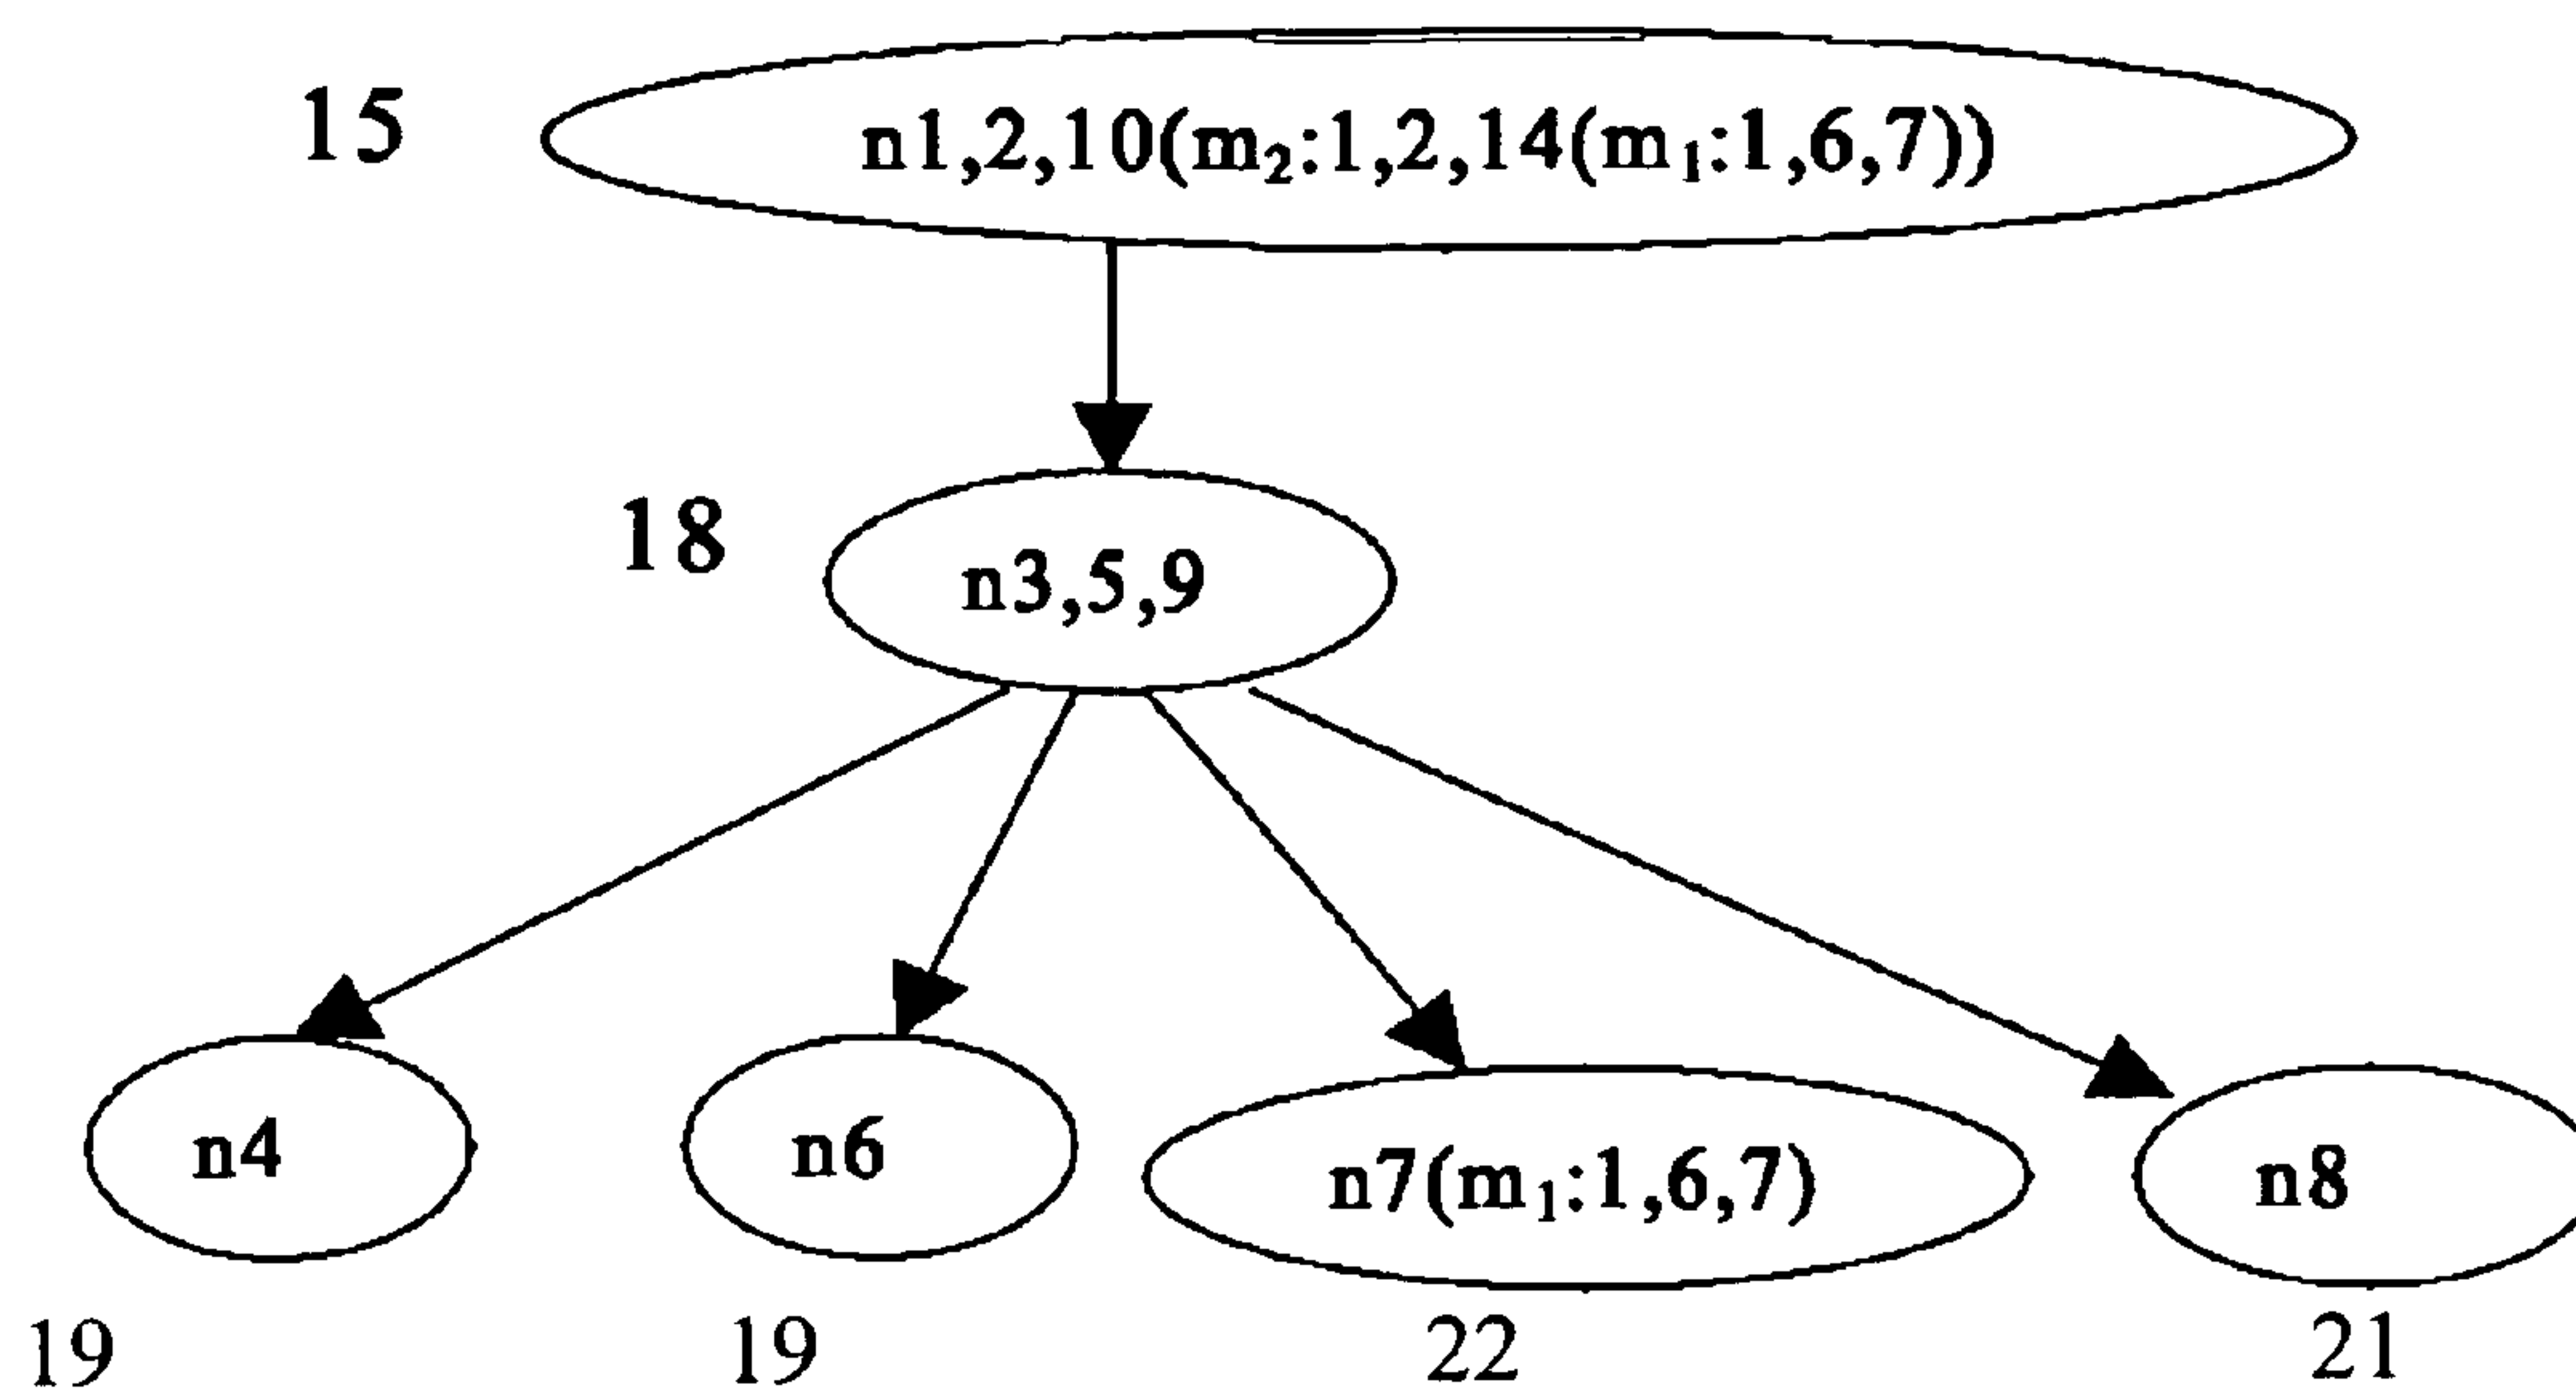 15
n1,2,10(m₂:1,2,14(m₁:1,6,7))
18
n3,5,9
n4
n6
n7(m₁:1,6,7)
n8
19
19
22
21